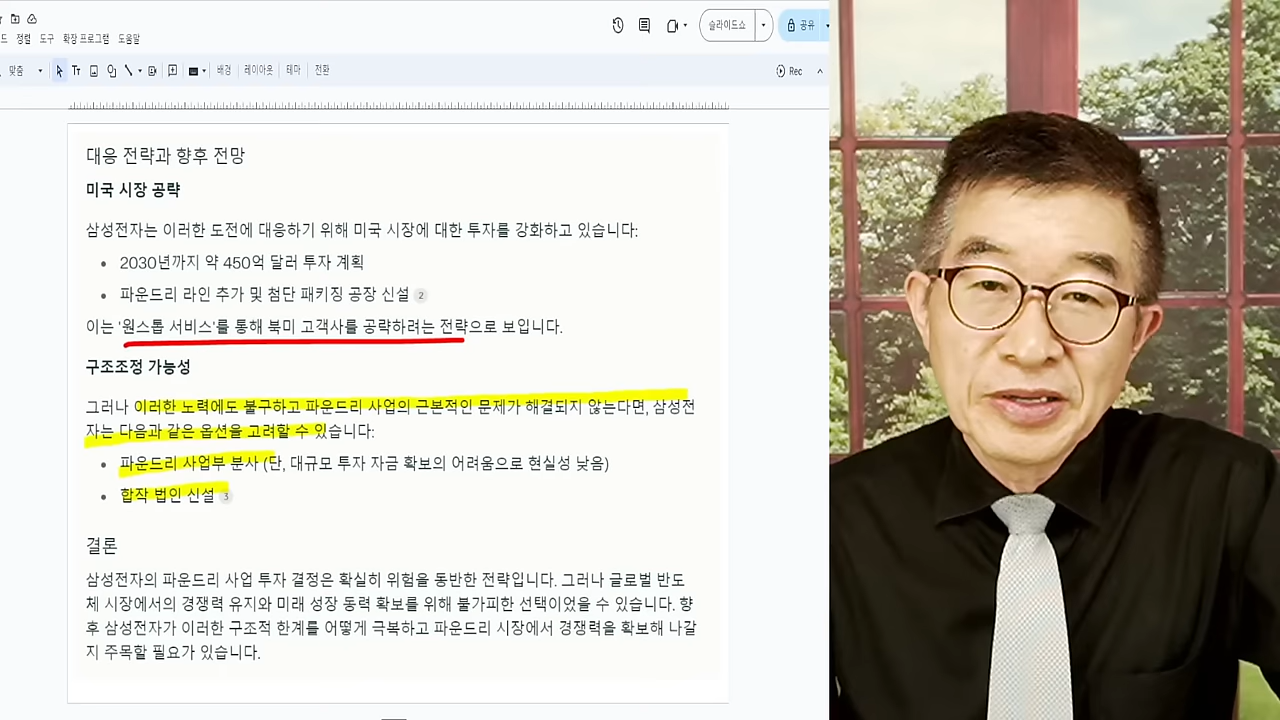 정렬 도구 확장 프로그램 도움말
슬라이드쇼
공유
맞춤
배경 레이아웃 테마 전환
Rec
대응 전략과 향후 전망
미국 시장 공략
삼성전자는 이러한 도전에 대응하기 위해 미국 시장에 대한 투자를 강화하고 있습니다:
• 2030년까지 약 450억 달러 투자 계획
• 파운드리 라인 추가 및 첨단 패키징 공장 신설 2
이는 '원스톱 서비스'를 통해 북미 고객사를 공략하려는 전략으로 보입니다.
구조조정 가능성
그러나 이러한 노력에도 불구하고 파운드리 사업의 근본적인 문제가 해결되지 않는다면, 삼성전
자는 다음과 같은 옵션을 고려할 수 있습니다:
• 파운드리 사업부 분사 (단, 대규모 투자 자금 확보의 어려움으로 현실성 낮음)
• 합작 법인 신설 3
결론
삼성전자의 파운드리 사업 투자 결정은 확실히 위험을 동반한 전략입니다. 그러나 글로벌 반도
체 시장에서의 경쟁력 유지와 미래 성장 동력 확보를 위해 불가피한 선택이었을 수 있습니다. 향
후 삼성전자가 이러한 구조적 한계를 어떻게 극복하고 파운드리 시장에서 경쟁력을 확보해 나갈
지 주목할 필요가 있습니다.